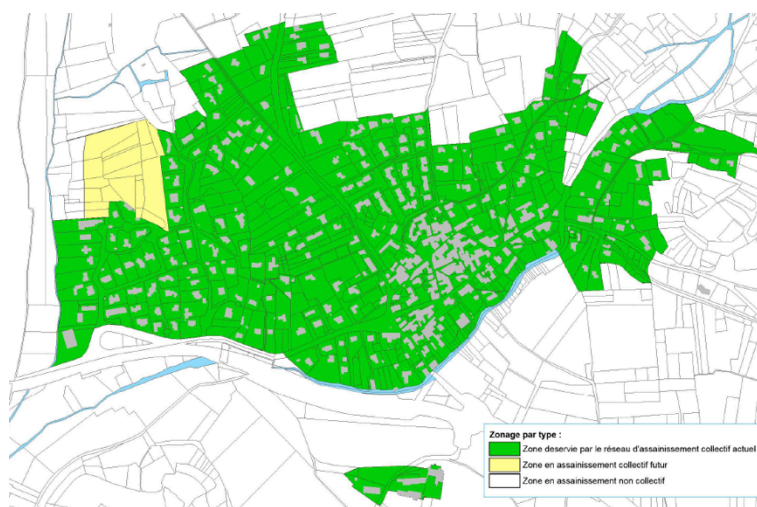 Zonage par type :
Zone desservie par le réseau d'assainissement collectif actuel
Zone en assainissement collectif futur
Zone en assainissement non collectif